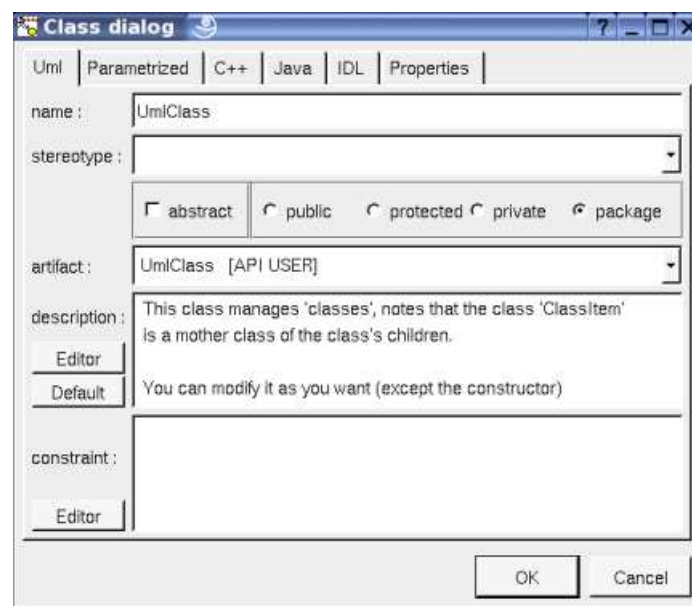 Class dialog
Uml Parametrized C++ Java IDL Properties
name : UmlClass
stereotype :
abstract public protected private package
artifact : UmlClass [API USER]
description : This class manages 'classes', notes that the class 'ClassItem'
is a mother class of the class's children.
Editor
Default You can modify it as you want (except the constructor)
constraint :
Editor
OK Cancel